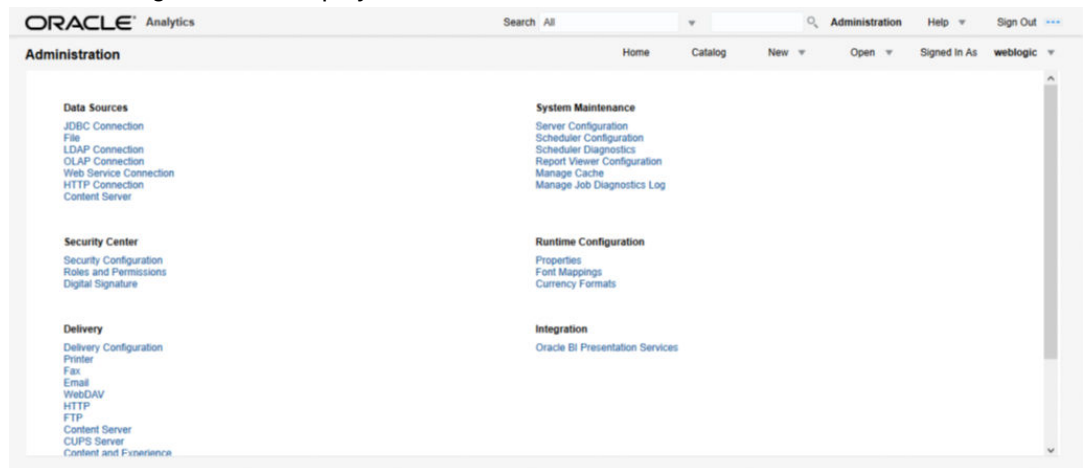 ORACLE Analytics
Search All
Administration Help Sign Out
Administration
Home Catalog New Open Signed In As weblogic
Data Sources
JDBC Connection
File
LDAP Connection
OLAP Connection
Web Service Connection
HTTP Connection
Content Server
System Maintenance
Server Configuration
Scheduler Configuration
Scheduler Diagnostics
Report Viewer Configuration
Manage Cache
Manage Job Diagnostics Log
Security Center
Security Configuration
Roles and Permissions
Digital Signature
Runtime Configuration
Properties
Font Mappings
Currency Formats
Delivery
Delivery Configuration
Printer
Fax
Email
WebDAV
HTTP
FTP
Content Server
CUPS Server
Content and Experience
Integration
Oracle BI Presentation Services